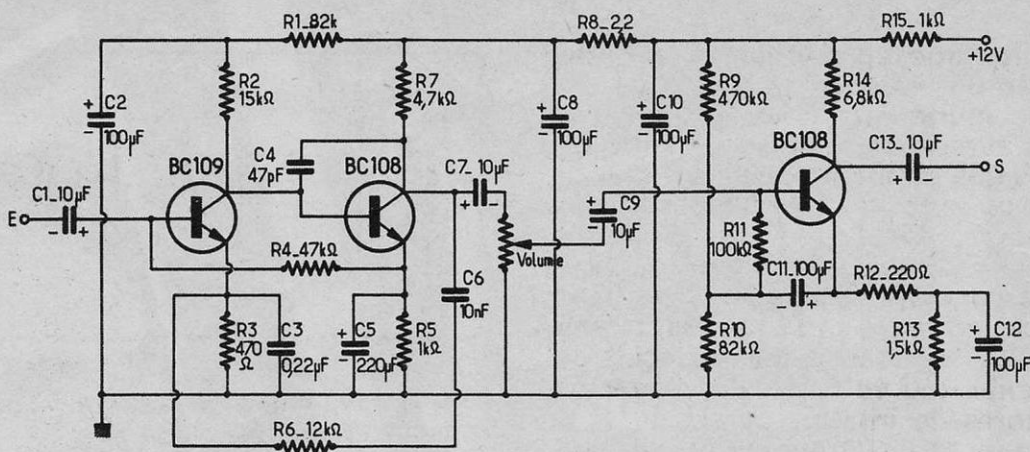 R1_82k
R8_2,2
R15_1kΩ
+12V
R2
15kΩ
R7
4,7kΩ
R9
470kΩ
R14
6,8kΩ
+ C2
-
100µF
+ C8
-
100µF
+ C10
-
100µF
BC109
C4
47pF
BC108
C7_10µF
+ -
BC108
C13_10µF
+ -
S
C1_10µF
E
- +
+ C9
-
10µF
R11
100kΩ
Volume
R4_47kΩ
C6
10nF
C11_100µF
- +
R12_220Ω
R3
470
Ω
C3
0,22µF
+ C5
-
220µF
R5
1kΩ
R10
82kΩ
R13
1,5kΩ
+ C12
-
100µF
R6_12kΩ